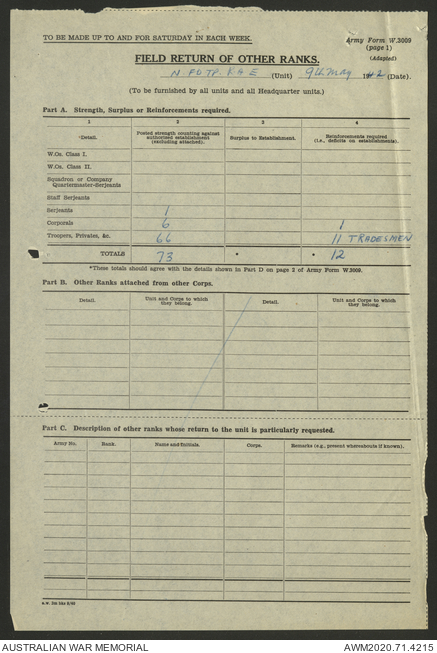 TO BE MADE UP TO AND FOR SATURDAY IN EACH WEEK.
Army Form W.3009
(page 1)
(Adapted)
FIELD RETURN OF OTHER RANKS.
(Unit) 9th May 1942 (Date).
(To be furnished by all units and all Headquarter units.)
Part A. Strength, Surplus or Reinforcements required.
1 2 3 4
Detail. Posted strength counting against authorised establishment (excluding attached). Surplus to Establishment. Reinforcements required (i.e., deficits on establishments).
W.Os. Class I.
W.Os. Class II.
Squadron or Company
Quartermaster-Serjeants
Staff Serjeants
Serjeants 1
Corporals 6 1
Troopers, Privates, &c. 66 11 TRADESMEN
TOTALS 73 * * 12
*These totals should agree with the details shown in Part D on page 2 of Army Form W.3009.
Part B. Other Ranks attached from other Corps.
Detail. Unit and Corps to which they belong. Detail. Unit and Corps to which they belong.
Part C. Description of other ranks whose return to the unit is particularly requested.
Army No. Rank. Name and Initials. Corps. Remarks (e.g., present whereabouts if known).
AUSTRALIAN WAR MEMORIAL AWM2020.71.4215